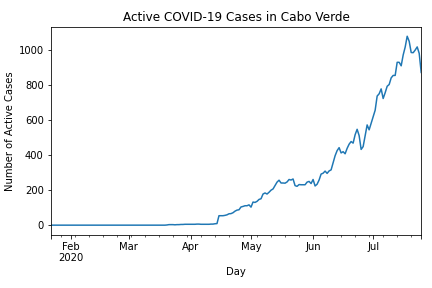 Active COVID-19 Cases in Cabo Verde
Number of Active Cases
1000
800
600
400
200
0
Feb
2020
Mar
Apr
May
Jun
Jul
Day